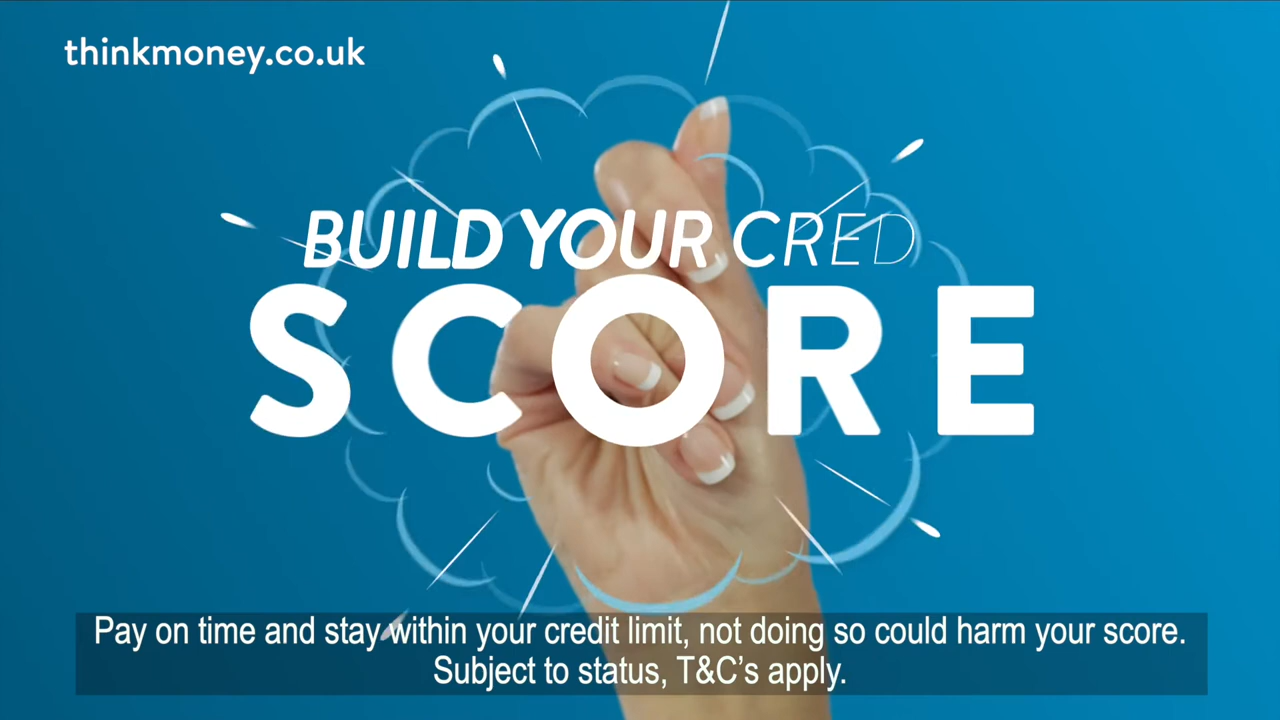 thinkmoney.co.uk
BUILD YOUR CRED
SCORE
Pay on time and stay within your credit limit, not doing so could harm your score.
Subject to status, T&C's apply.